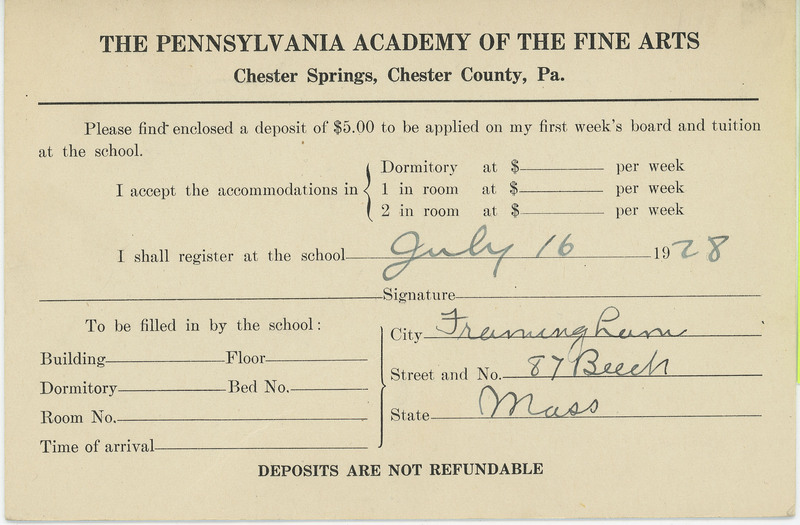 THE PENNSYLVANIA ACADEMY OF THE FINE ARTS
Chester Springs, Chester County, Pa.
Please find enclosed a deposit of $5.00 to be applied on my first week's board and tuition
at the school.
I accept the accommodations in
Dormitory at $ per week
1 in room at $ per week
2 in room at $ per week
I shall register at the school July 16 1928
Signature
To be filled in by the school:
Building Floor
Dormitory Bed No.
Room No.
Time of arrival
City Framingham
Street and No. 87 Beech
State Mass
DEPOSITS ARE NOT REFUNDABLE